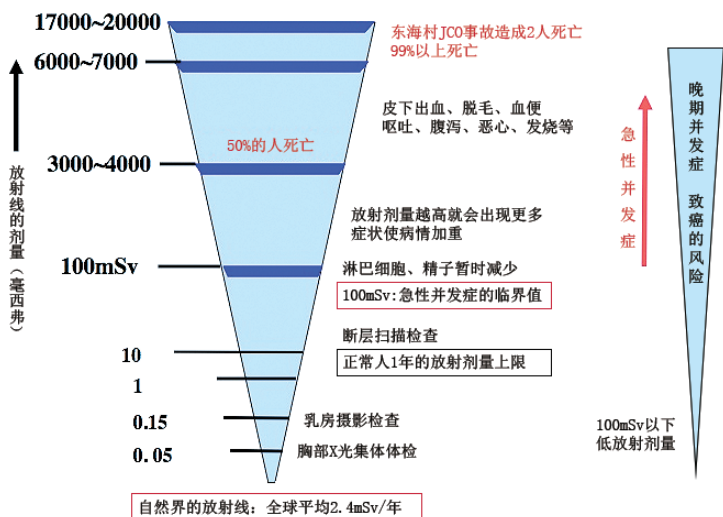 17000~20000
东海村JCO事故造成2人死亡
99%以上死亡
6000~7000
皮下出血、脱毛、血便
呕吐、腹泻、恶心、发烧等
50%的人死亡
3000~4000
放射剂量越高就会出现更多
症状使病情加重
100mSv
淋巴细胞、精子暂时减少
100mSv:急性并发症的临界值
断层扫描检查
10
正常人1年的放射剂量上限
1
0.15
乳房摄影检查
0.05
胸部X光集体体检
自然界的放射线：全球平均2.4mSv/年
放射线的剂量（毫西弗）
急性并发症
晚期并发症 致癌的风险
100mSv以下
低放射剂量